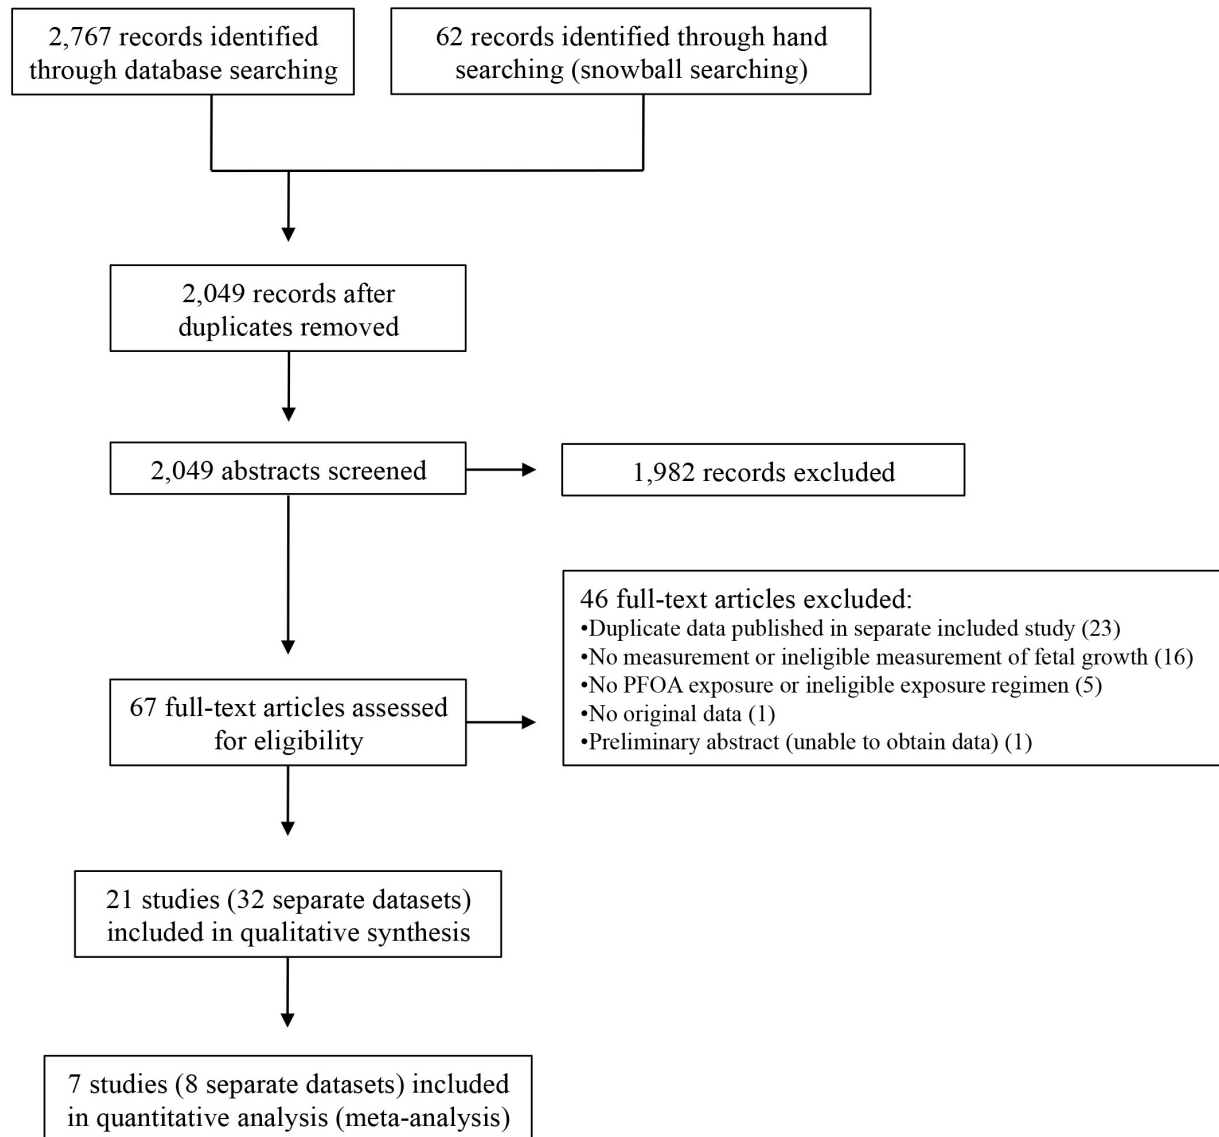 2,767 records identified
through database searching
62 records identified through hand
searching (snowball searching)
2,049 records after
duplicates removed
2,049 abstracts screened
1,982 records excluded
46 full-text articles excluded:
•Duplicate data published in separate included study (23)
•No measurement or ineligible measurement of fetal growth (16)
•No PFOA exposure or ineligible exposure regimen (5)
•No original data (1)
•Preliminary abstract (unable to obtain data) (1)
67 full-text articles assessed
for eligibility
21 studies (32 separate datasets)
included in qualitative synthesis
7 studies (8 separate datasets) included
in quantitative analysis (meta-analysis)